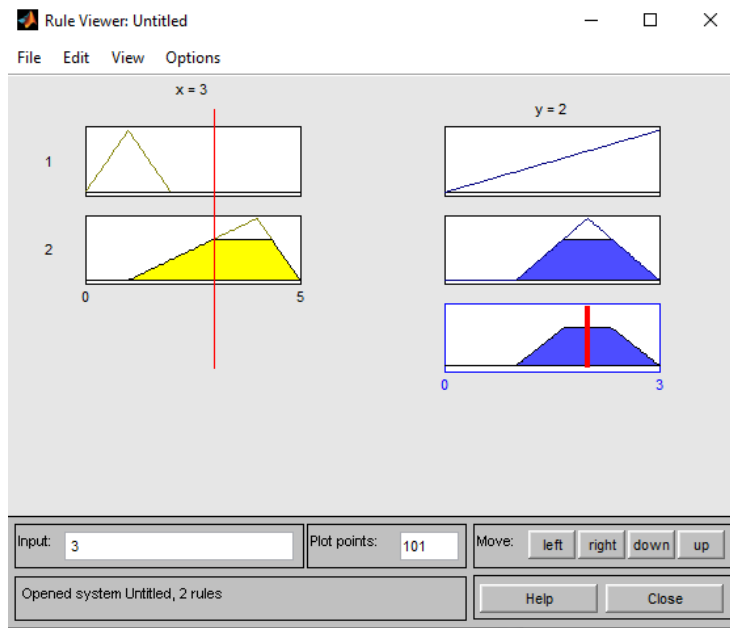 Rule Viewer: Untitled
File Edit View Options
x = 3
y = 2
1
2
0 5
0 3
Input: 3
Plot points: 101
Move: left right down up
Opened system Untitled, 2 rules
Help Close